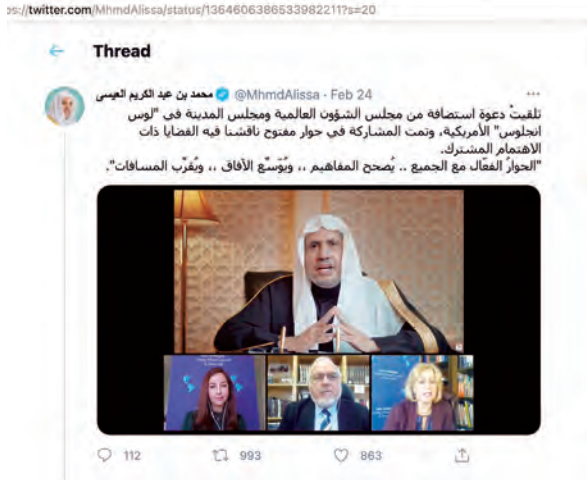 ps://twitter.com/MhmdAlissa/status/1364606386533982211?s=20
Thread
محمد بن عبد الكريم العيسى @MhmdAlissa · Feb 24
تلقيتُ دعوة استضافة من مجلس الشؤون العالمية ومجلس المدينة في "لوس
انجلوس" الأمريكية، وتمت المشاركة في حوار مفتوح ناقشنا فيه القضايا ذات
الاهتمام المشترك.
"الحوارُ الفعّال مع الجميع .. يُصحح المفاهيم ،، ويُوّسِّع الآفاق ،، ويُقرِّب المسافات".
112 993 863